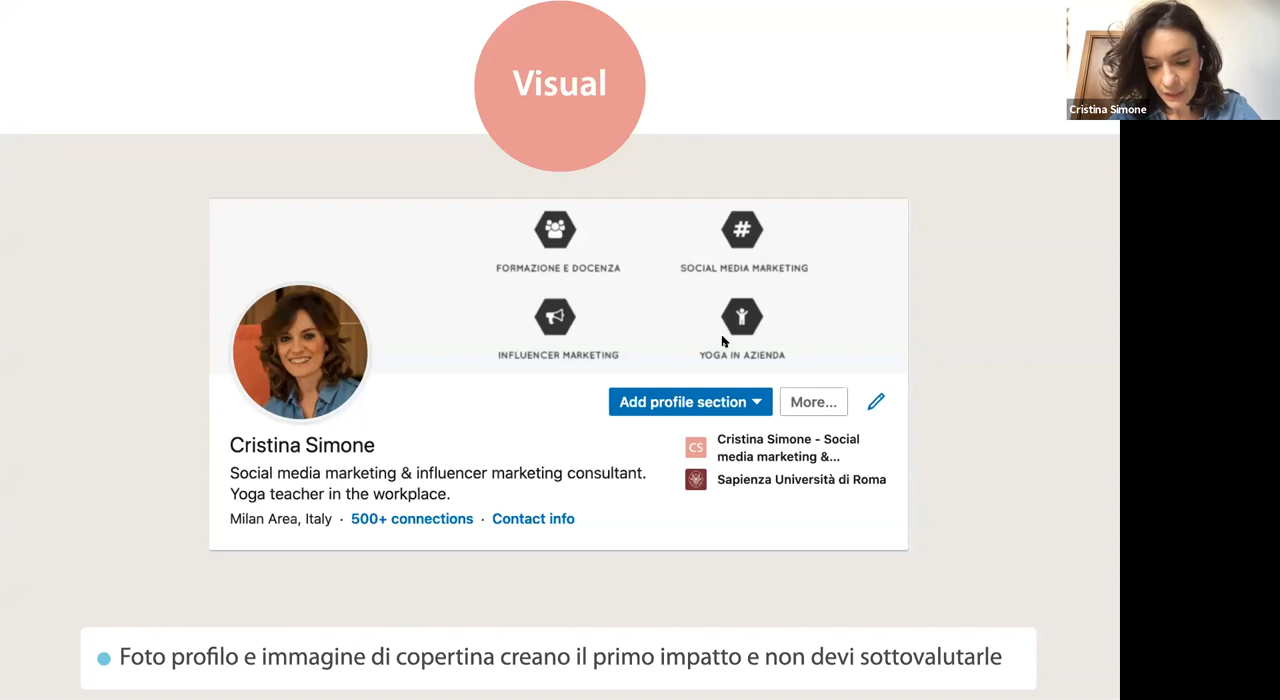 Visual
Cristina Simone
FORMAZIONE E DOCENZA
SOCIAL MEDIA MARKETING
INFLUENCER MARKETING
YOGA IN AZIENDA
Add profile section
More...
Cristina Simone
Social media marketing & influencer marketing consultant.
Yoga teacher in the workplace.
Milan Area, Italy · 500+ connections · Contact info
CS
Cristina Simone - Social
media marketing &...
Sapienza Università di Roma
Foto profilo e immagine di copertina creano il primo impatto e non devi sottovalutarle